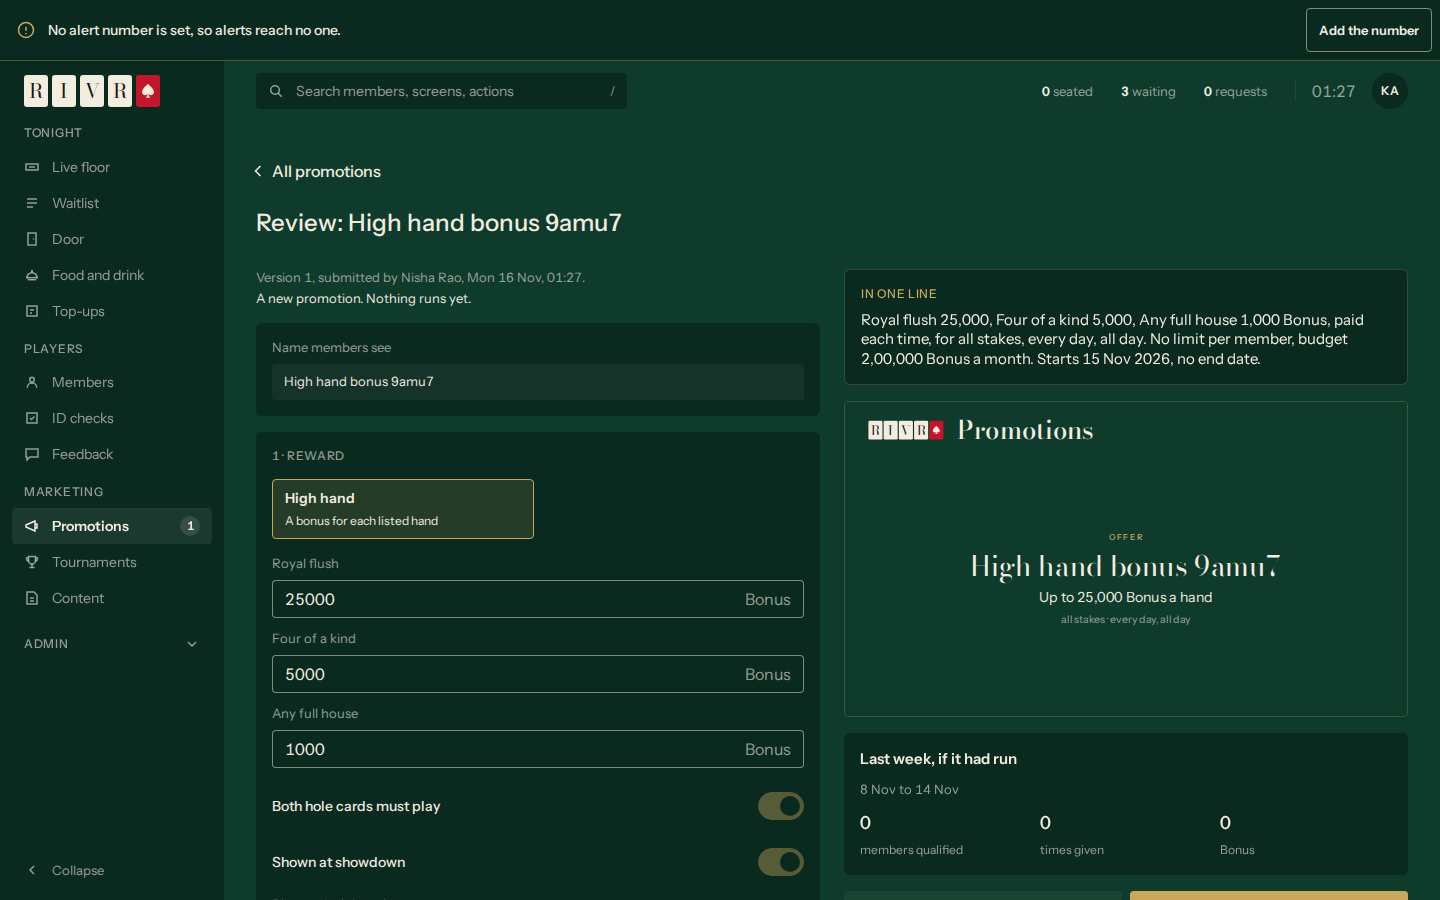 No alert number is set, so alerts reach no one.
Add the number
RIVR
Search members, screens, actions /
0 seated 3 waiting 0 requests 01:27 KA
TONIGHT
Live floor
Waitlist
Door
Food and drink
Top-ups
PLAYERS
Members
ID checks
Feedback
MARKETING
Promotions 1
Tournaments
Content
ADMIN
Collapse
All promotions
Review: High hand bonus 9amu7
Version 1, submitted by Nisha Rao, Mon 16 Nov, 01:27.
A new promotion. Nothing runs yet.
Name members see
High hand bonus 9amu7
1 · REWARD
High hand
A bonus for each listed hand
Royal flush
25000 Bonus
Four of a kind
5000 Bonus
Any full house
1000 Bonus
Both hole cards must play
Shown at showdown
IN ONE LINE
Royal flush 25,000, Four of a kind 5,000, Any full house 1,000 Bonus, paid
each time, for all stakes, every day, all day. No limit per member, budget
2,00,000 Bonus a month. Starts 15 Nov 2026, no end date.
RIVR Promotions
OFFER
High hand bonus 9amu7
Up to 25,000 Bonus a hand
all stakes · every day, all day
Last week, if it had run
8 Nov to 14 Nov
0 0 0
members qualified times given Bonus